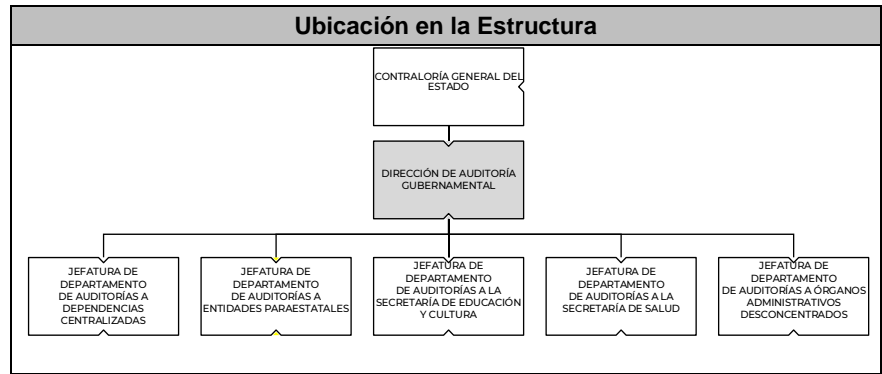 Ubicación en la Estructura
CONTRALORÍA GENERAL DEL
ESTADO
DIRECCIÓN DE AUDITORÍA
GUBERNAMENTAL
JEFATURA DE
DEPARTAMENTO
DE AUDITORÍAS A
DEPENDENCIAS
CENTRALIZADAS
JEFATURA DE
DEPARTAMENTO
DE AUDITORÍAS A
ENTIDADES PARAESTATALES
JEFATURA DE
DEPARTAMENTO
DE AUDITORÍAS A LA
SECRETARÍA DE EDUCACIÓN
Y CULTURA
JEFATURA DE
DEPARTAMENTO
DE AUDITORÍAS A LA
SECRETARÍA DE SALUD
JEFATURA DE
DEPARTAMENTO
DE AUDITORÍAS A ÓRGANOS
ADMINISTRATIVOS
DESCONCENTRADOS